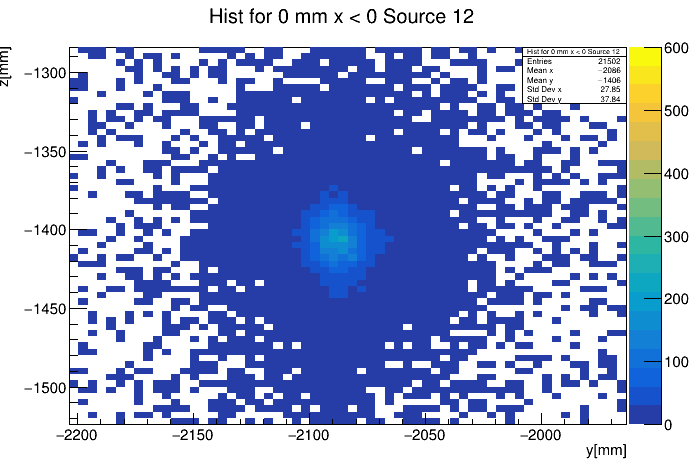 Hist for 0 mm x < 0 Source 12
z[mm]
Hist for 0 mm x < 0 Source 12
Entries 21502
Mean x −2086
Mean y −1406
Std Dev x 27.85
Std Dev y 37.84
−1300
−1350
−1400
−1450
−1500
600
500
400
300
200
100
0
−2200 −2150 −2100 −2050 −2000
y[mm]